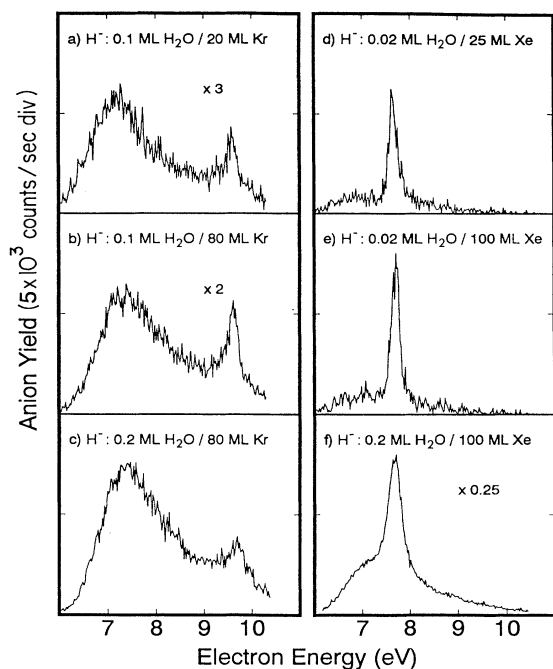 a) H⁻: 0.1 ML H₂O / 20 ML Kr
x 3
b) H⁻: 0.1 ML H₂O / 80 ML Kr
x 2
c) H⁻: 0.2 ML H₂O / 80 ML Kr
d) H⁻: 0.02 ML H₂O / 25 ML Xe
e) H⁻: 0.02 ML H₂O / 100 ML Xe
f) H⁻: 0.2 ML H₂O / 100 ML Xe
x 0.25
Anion Yield (5x10³ counts / sec div)
7 8 9 10
7 8 9 10
Electron Energy (eV)